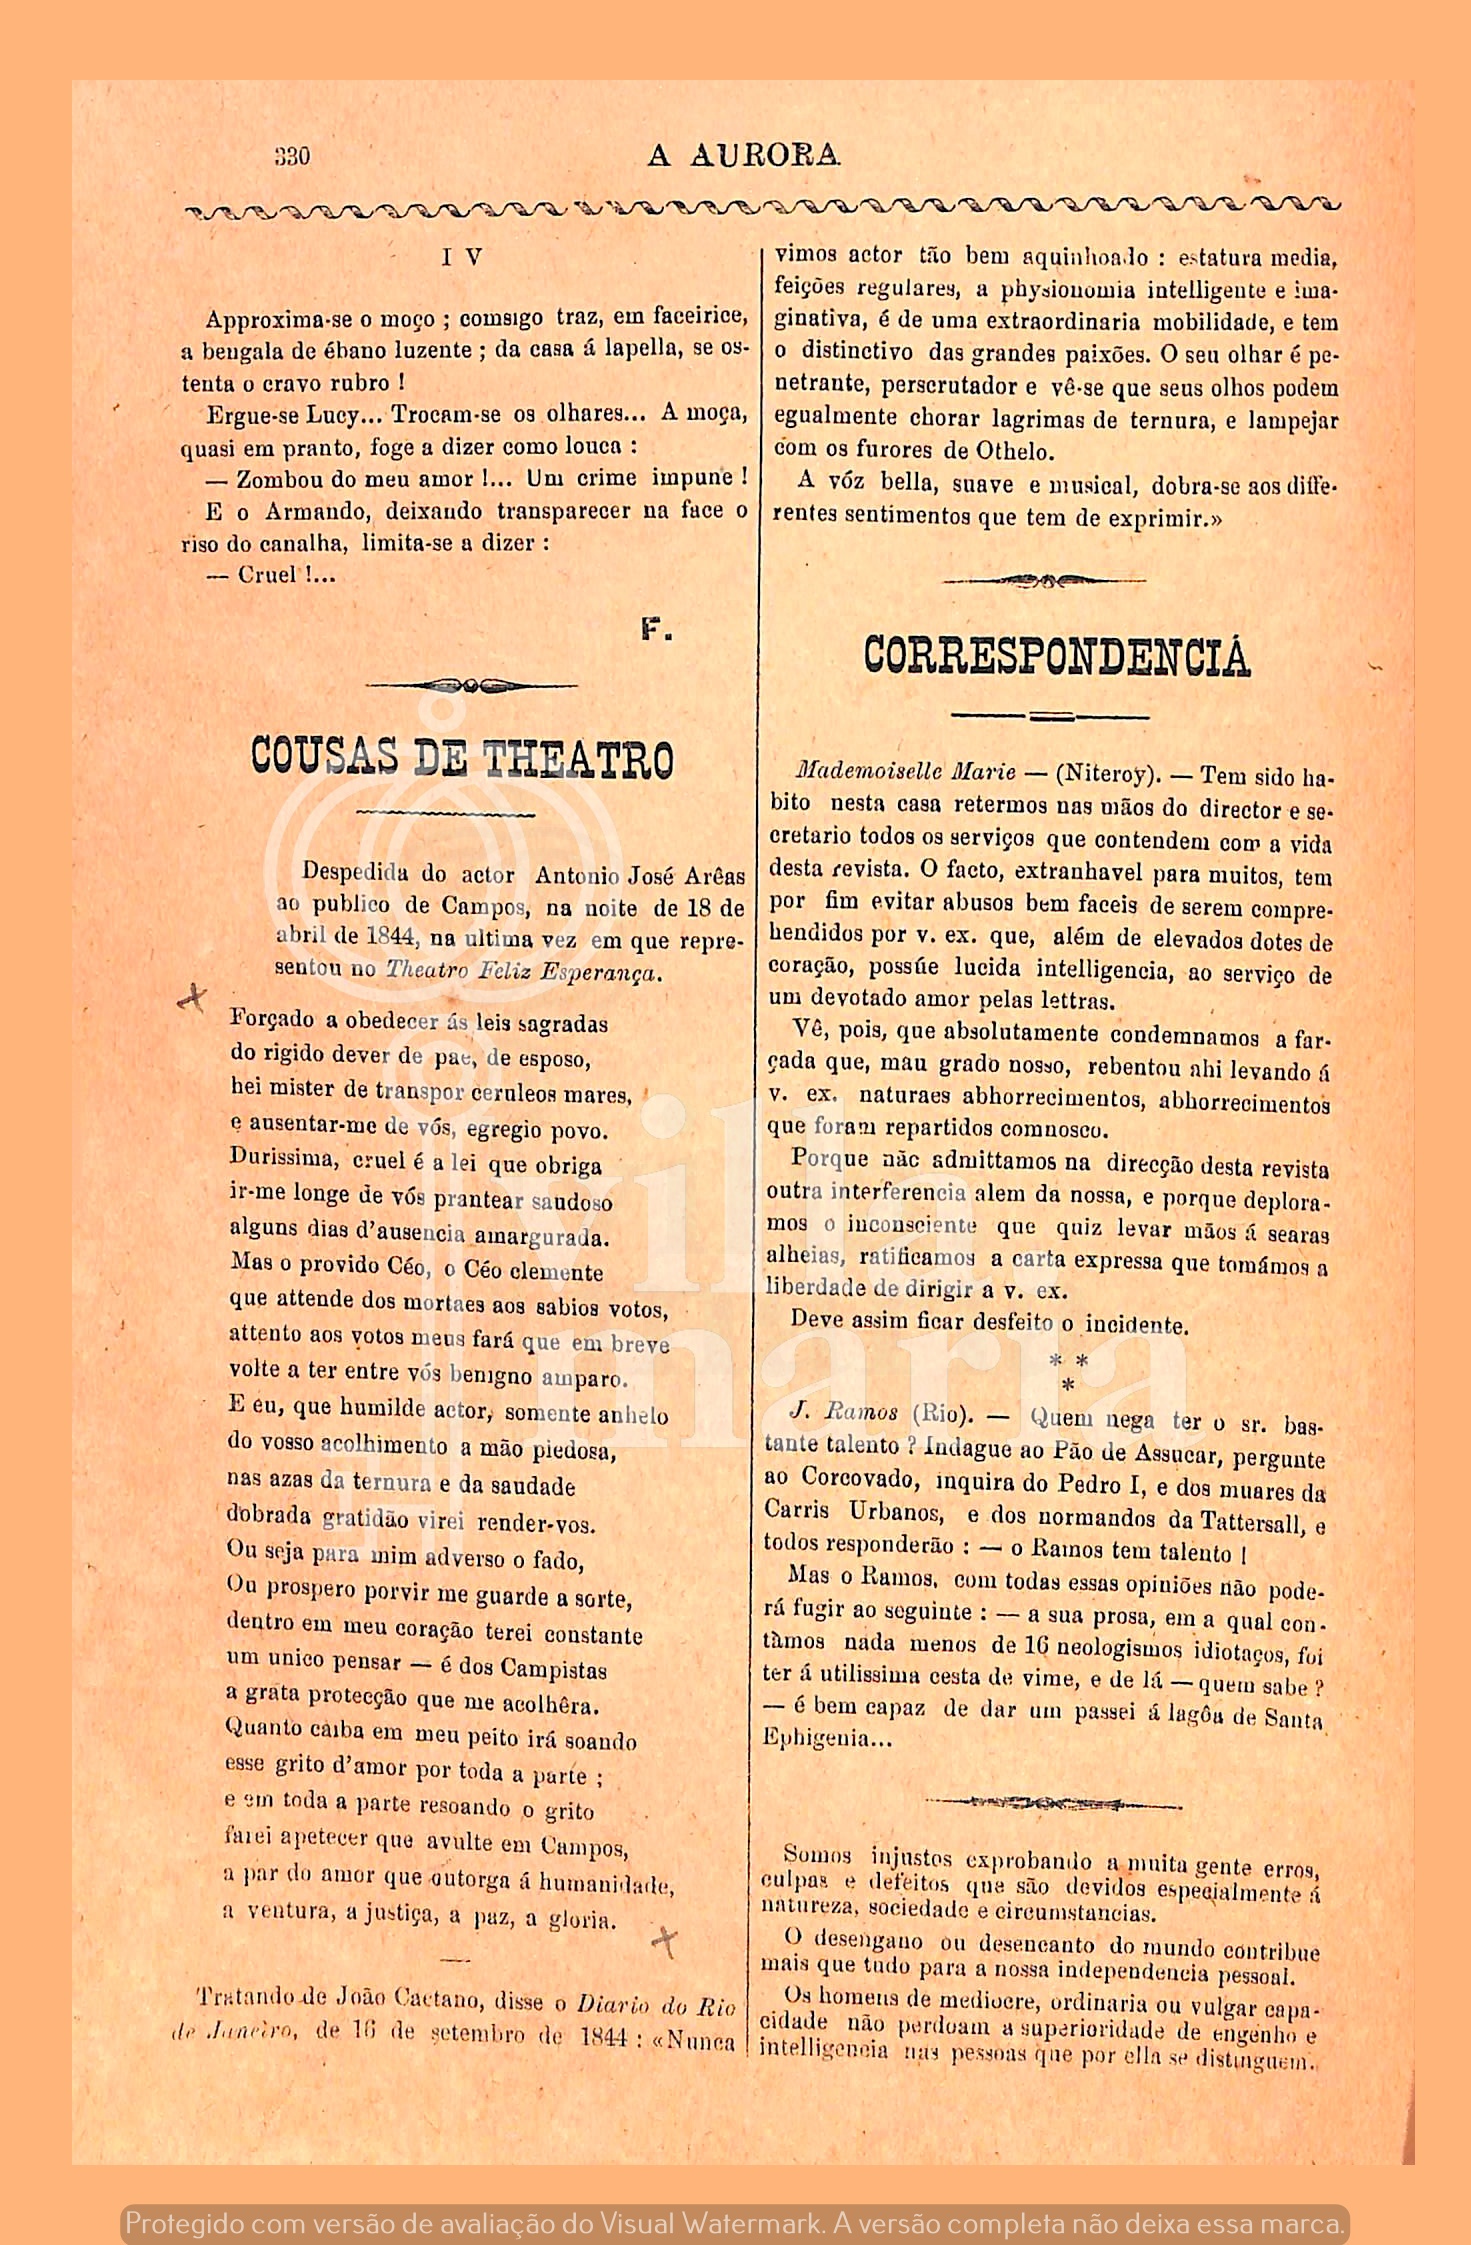 330
A AURORA
I V
Approxima-se o moço ; comsigo traz, em faceirice,
a bengala de ébano luzente ; da casa á lapella, se os-
tenta o cravo rubro !
Ergue-se Lucy... Trocam-se os olhares... A moça,
quasi em pranto, foge a dizer como louca :
— Zombou do meu amor !... Um crime impune !
E o Armando, deixando transparecer na face o
riso do canalha, limita-se a dizer :
— Cruel !...
F.
COUSAS DE THEATRO
Despedida do actor Antonio José Arêas
ao publico de Campos, na noite de 18 de
abril de 1844, na ultima vez em que repre-
sentou no Theatro Feliz Esperança.
Forçado a obedecer ás leis sagradas
do rigido dever de pae, de esposo,
hei mister de transpor ceruleos mares,
e ausentar-me de vós, egregio povo.
Durissima, cruel é a lei que obriga
ir-me longe de vós prantear saudoso
alguns dias d'ausencia amargurada.
Mas o provido Céo, o Céo clemente
que attende dos mortaes aos sabios votos,
attento aos votos meus fará que em breve
volte a ter entre vós benigno amparo.
E eu, que humilde actor, somente anhelo
do vosso acolhimento a mão piedosa,
nas azas da ternura e da saudade
dobrada gratidão virei render-vos.
Ou seja para mim adverso o fado,
Ou prospero porvir me guarde a sorte,
dentro em meu coração terei constante
um unico pensar — é dos Campistas
a grata protecção que me acolhêra.
Quanto caiba em meu peito irá soando
esse grito d'amor por toda a parte ;
e em toda a parte resoando o grito
farei apetecer que avulte em Campos,
a par do amor que outorga á humanidade,
a ventura, a justiça, a paz, a gloria.
Tratando de João Caetano, disse o Diario do Rio
de Janeiro, de 16 de setembro de 1844 : «Nunca
vimos actor tão bem aquinhoado : estatura media,
feições regulares, a physionomia intelligente e ima-
ginativa, é de uma extraordinaria mobilidade, e tem
o distinctivo das grandes paixões. O seu olhar é pe-
netrante, perscrutador e vê-se que seus olhos podem
egualmente chorar lagrimas de ternura, e lampejar
com os furores de Othelo.
A vóz bella, suave e musical, dobra-se aos diffe-
rentes sentimentos que tem de exprimir.»
CORRESPONDENCIA
Mademoiselle Marie — (Niteroy). — Tem sido ha-
bito nesta casa retermos nas mãos do director e se-
cretario todos os serviços que contendem com a vida
desta revista. O facto, extranhavel para muitos, tem
por fim evitar abusos bem faceis de serem compre-
hendidos por v. ex. que, além de elevados dotes de
coração, possúe lucida intelligencia, ao serviço de
um devotado amor pelas lettras.
Vê, pois, que absolutamente condemnamos a far-
çada que, mau grado nosso, rebentou ahi levando á
v. ex. naturaes abhorrecimentos, abhorrecimentos
que foram repartidos comnosco.
Porque não admittamos na direcção desta revista
outra interferencia alem da nossa, e porque deplora-
mos o inconsciente que quiz levar mãos á searas
alheias, ratificamos a carta expressa que tomámos a
liberdade de dirigir a v. ex.
Deve assim ficar desfeito o incidente.
* *
*
J. Ramos (Rio). — Quem nega ter o sr. bas-
tante talento ? Indague ao Pão de Assucar, pergunte
ao Corcovado, inquira do Pedro I, e dos muares da
Carris Urbanos, e dos normandos da Tattersall, e
todos responderão : — o Ramos tem talento !
Mas o Ramos, com todas essas opiniões não pode-
rá fugir ao seguinte : — a sua prosa, em a qual con-
tàmos nada menos de 16 neologismos idiotaços, foi
ter á utilissima cesta de vime, e de lá — quem sabe ?
— é bem capaz de dar um passei á lagôa de Santa
Ephigenia...
Somos injustos exprobando a muita gente erros,
culpas e defeitos que são devidos especialmente á
natureza, sociedade e circumstancias.
O desengano ou desencanto do mundo contribue
mais que tudo para a nossa independencia pessoal.
Os homens de mediocre, ordinaria ou vulgar capa-
cidade não perdoam a superioridade de engenho e
intelligencia nas pessoas que por ella se distinguem.
villa
maria
Protegido com versão de avaliação do Visual Watermark. A versão completa não deixa essa marca.